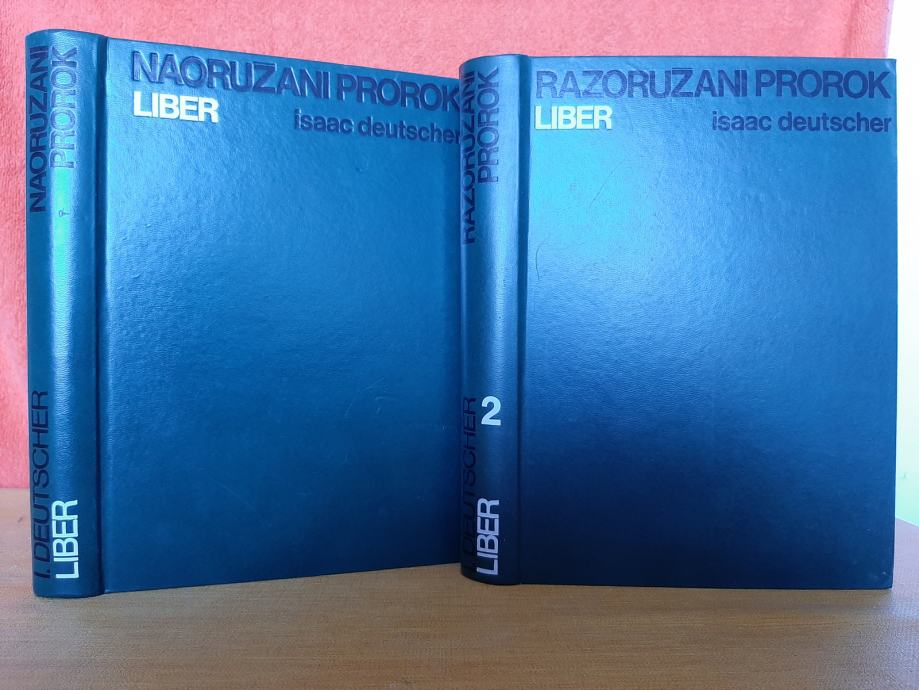 NAORUŽANI
PROROK
I. DEUTSCHER
LIBER
NAORUŽANI PROROK
LIBER
isaac deutscher
RAZORUŽANI
PROROK
2
I. DEUTSCHER
LIBER
RAZORUŽANI PROROK
LIBER
isaac deutscher